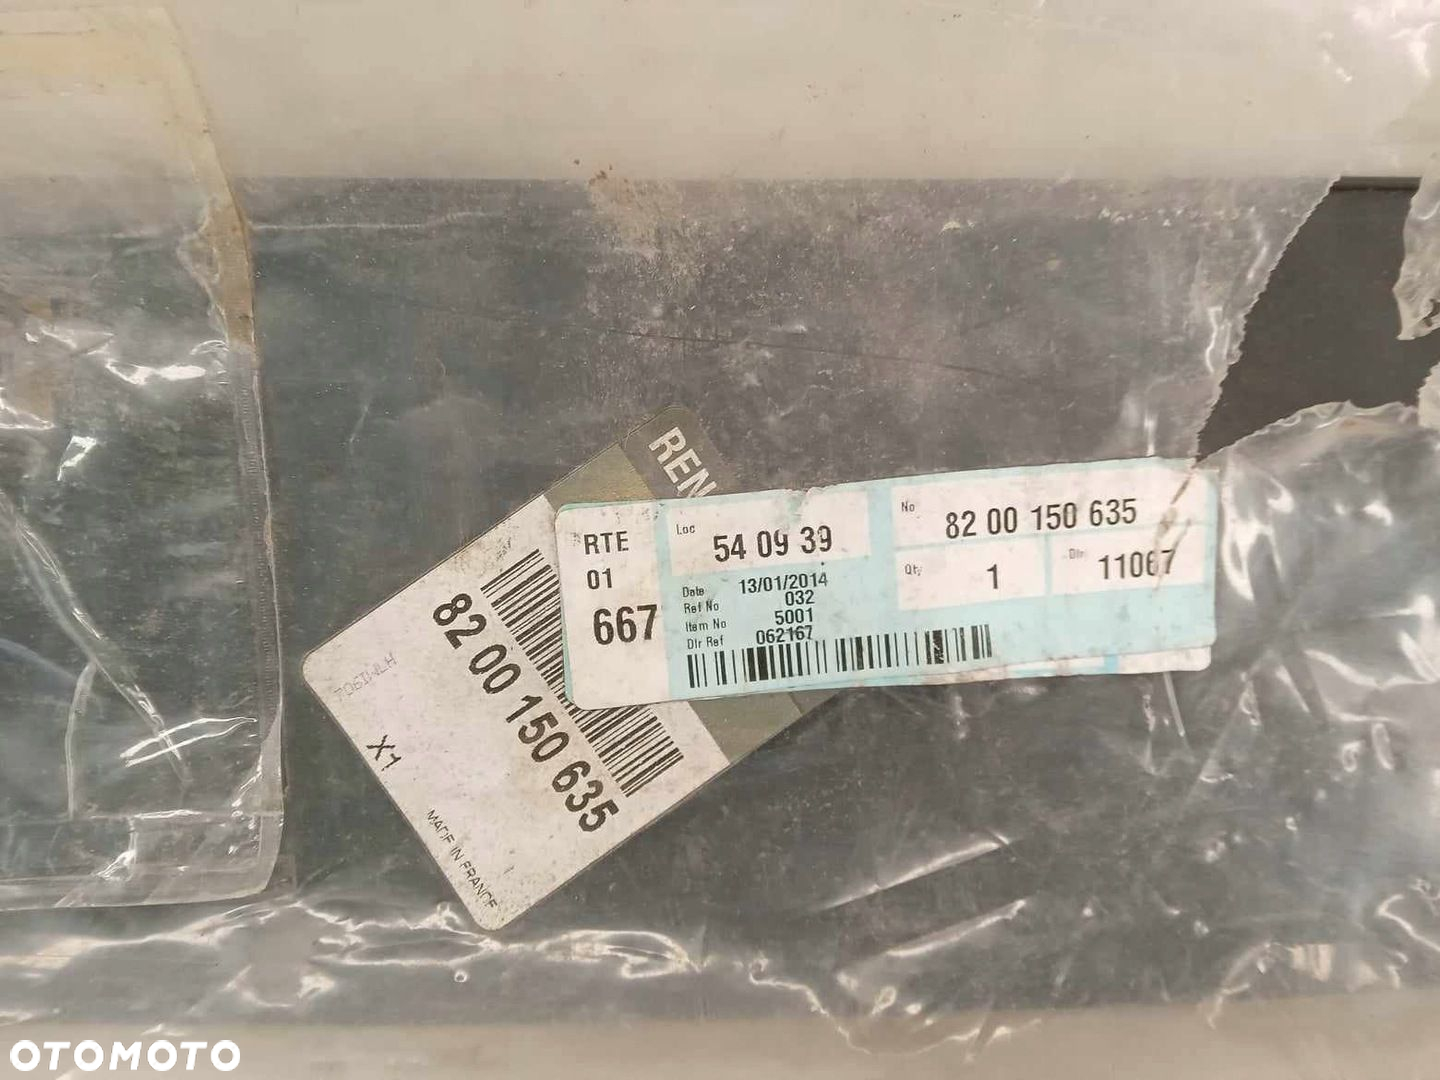 REN
RTE
01
667
Loc
54 09 39
Date 13/01/2014
Ref No 032
Item No 5001
Dlr Ref 062167
No
82 00 150 635
Qty
1
Dlr
11067
82 00 150 635
X1
MADE IN FRANCE
OTOMOTO